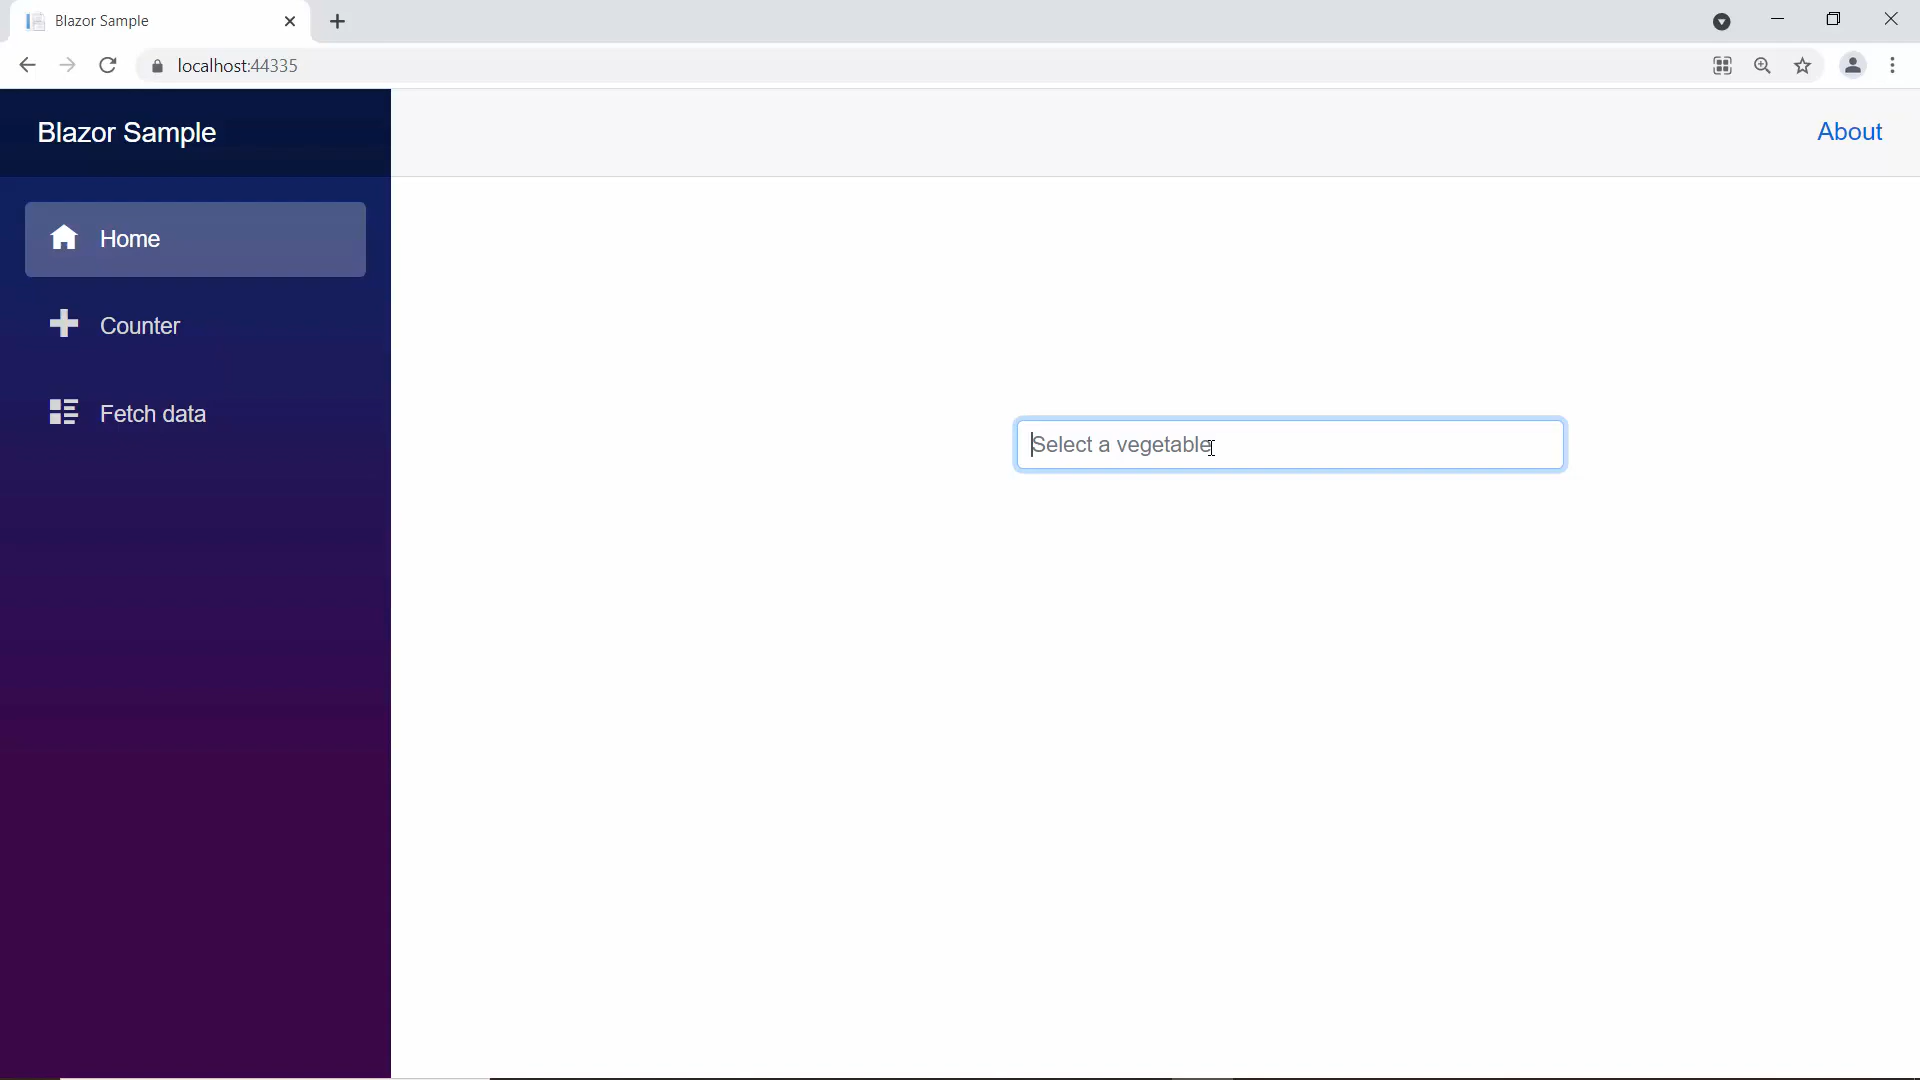 Blazor Sample
localhost:44335
Blazor Sample
About
Home
Counter
Fetch data
Select a vegetable